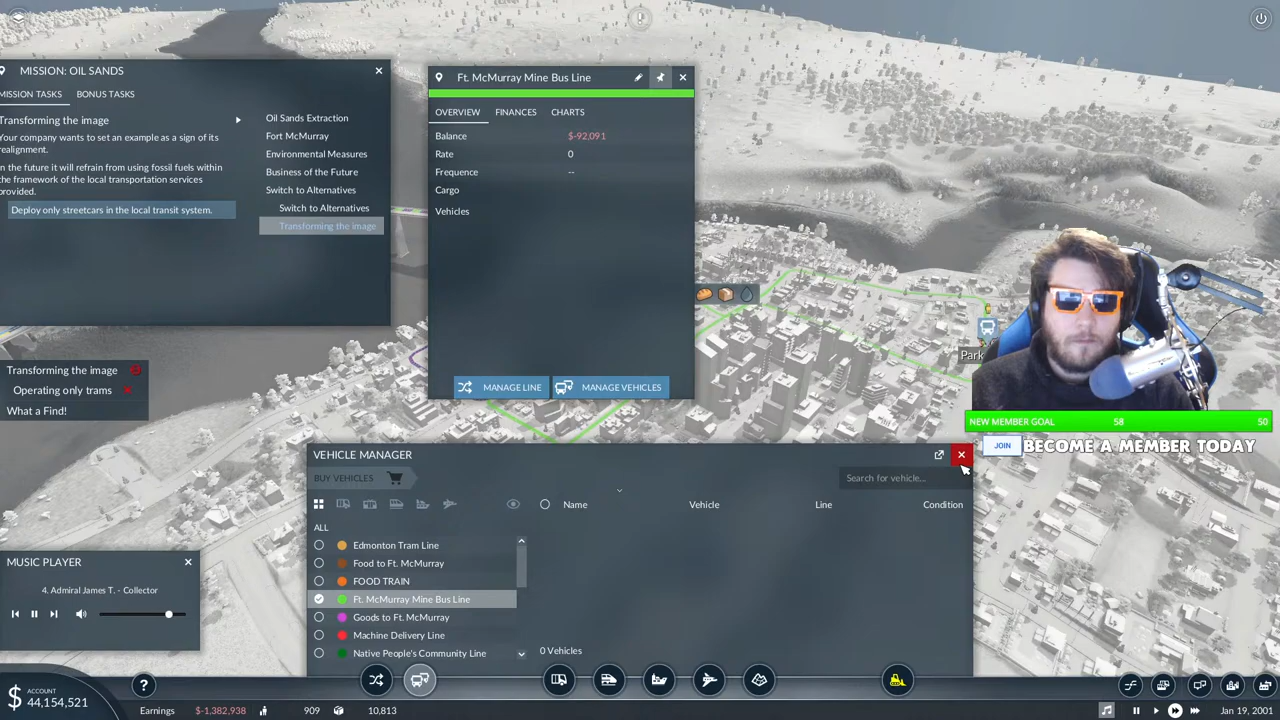 MISSION: OIL SANDS
MISSION TASKS
BONUS TASKS
Transforming the image
Your company wants to set an example as a sign of its
realignment.
In the future it will refrain from using fossil fuels within
the framework of the local transportation services
provided.
Deploy only streetcars in the local transit system.
Oil Sands Extraction
Fort McMurray
Environmental Measures
Business of the Future
Switch to Alternatives
Switch to Alternatives
Transforming the image
Ft. McMurray Mine Bus Line
OVERVIEW
FINANCES
CHARTS
Balance $-92,091
Rate 0
Frequence --
Cargo
Vehicles
MANAGE LINE
MANAGE VEHICLES
Park
Transforming the image
Operating only trams
What a Find!
NEW MEMBER GOAL 58 50
JOIN BECOME A MEMBER TODAY
VEHICLE MANAGER
BUY VEHICLES
Search for vehicle...
Name Vehicle Line Condition
ALL
Edmonton Tram Line
Food to Ft. McMurray
FOOD TRAIN
Ft. McMurray Mine Bus Line
Goods to Ft. McMurray
Machine Delivery Line
Native People's Community Line
0 Vehicles
MUSIC PLAYER
4. Admiral James T. - Collector
?
$ ACCOUNT
44,154,521
Earnings $-1,382,938 909 10,813
Jan 19, 2001